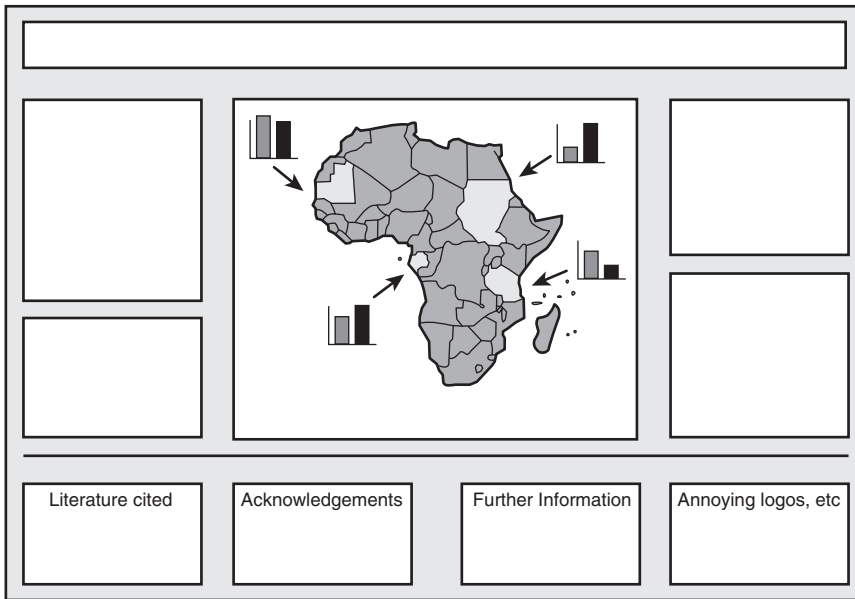 Literature cited
Acknowledgements
Further Information
Annoying logos, etc